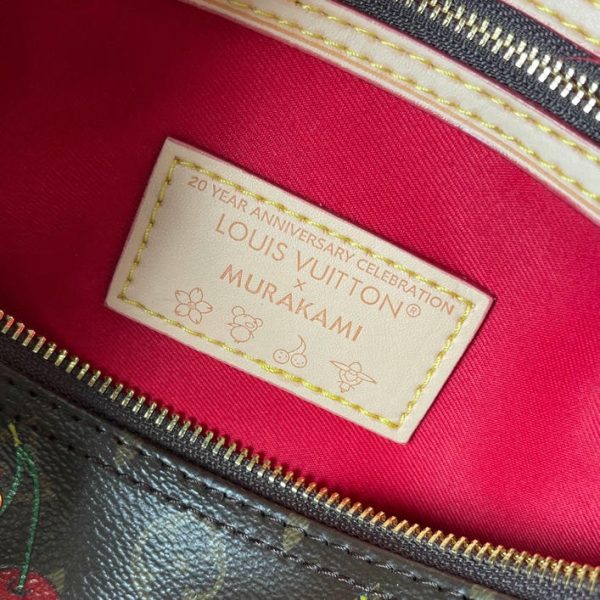 20 YEAR ANNIVERSARY CELEBRATION
LOUIS VUITTON®
×
MURAKAMI